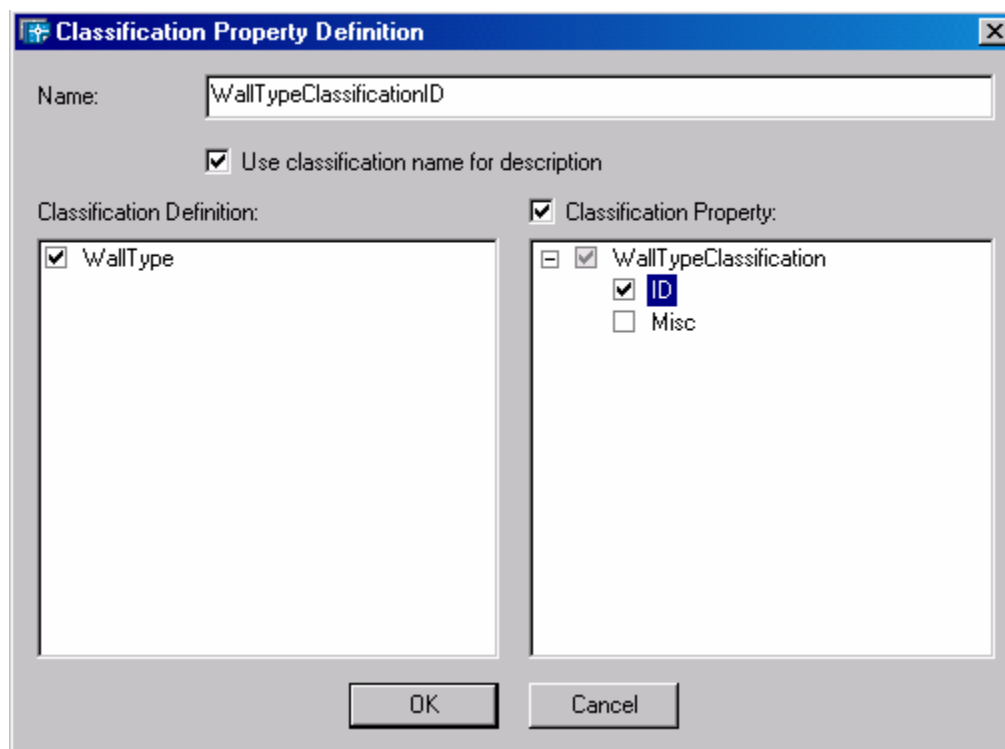 Classification Property Definition
Name: WallTypeClassificationID
Use classification name for description
Classification Definition:
WallType
Classification Property:
WallTypeClassification
ID
Misc
OK
Cancel